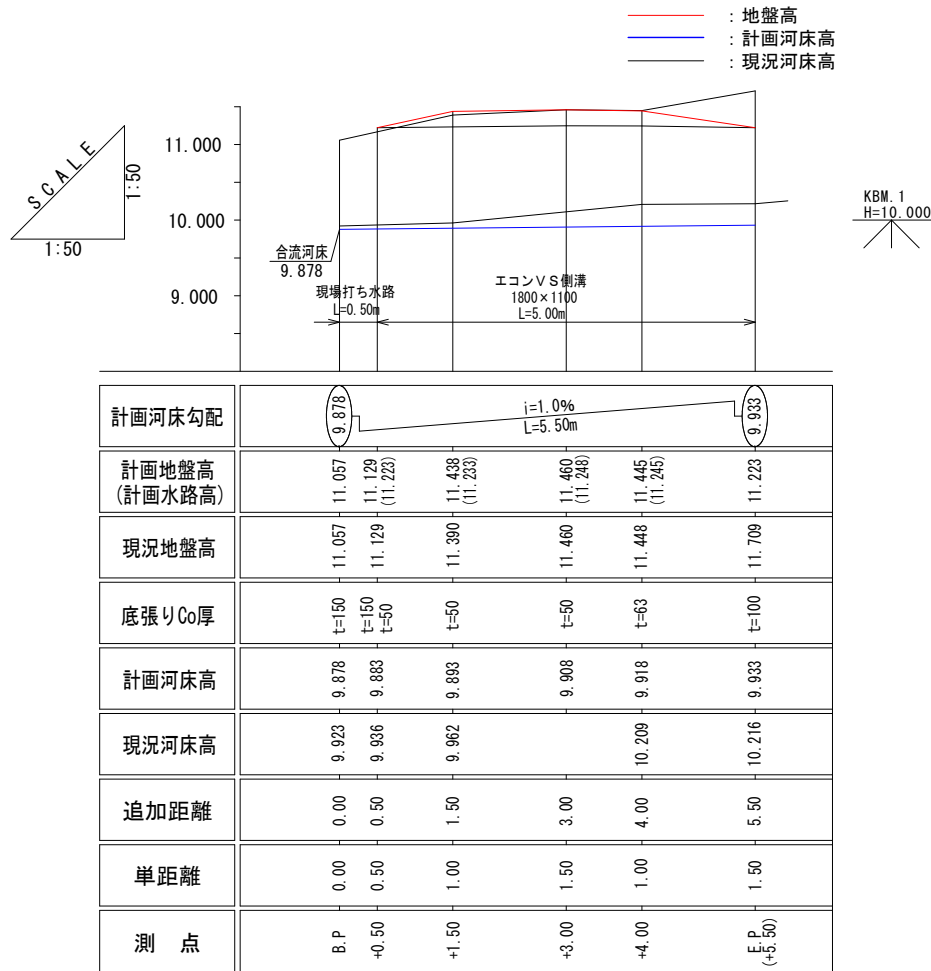 ：地盤高
：計画河床高
：現況河床高
11.000
10.000
9.000
SCALE
1:50
1:50
KBM.1
H=10.000
合流河床
9.878
現場打ち水路
L=0.50m
エコンＶＳ側溝
1800×1100
L=5.00m
計画河床勾配
9.878
i=1.0%
L=5.50m
9.933
計画地盤高
(計画水路高)
11.057
11.129
(11.223)
11.438
(11.233)
11.460
(11.248)
11.445
(11.245)
11.223
現況地盤高
11.057
11.129
11.390
11.460
11.448
11.709
底張りCo厚
t=150
t=150
t=50
t=50
t=50
t=63
t=100
計画河床高
9.878
9.883
9.893
9.908
9.918
9.933
現況河床高
9.923
9.936
9.962
10.209
10.216
追加距離
0.00
0.50
1.50
3.00
4.00
5.50
単距離
0.00
0.50
1.00
1.50
1.00
1.50
測　点
B.P
+0.50
+1.50
+3.00
+4.00
E.P
(+5.50)